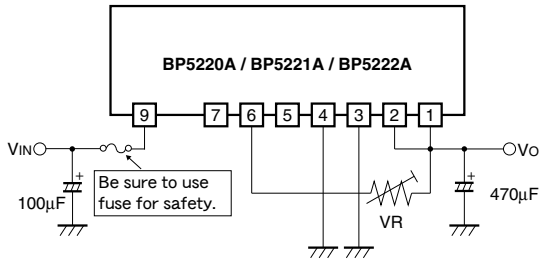 BP5220A / BP5221A / BP5222A
9 7 6 5 4 3 2 1
VIN
VO
Be sure to use
fuse for safety.
+
100μF
+
470μF
VR